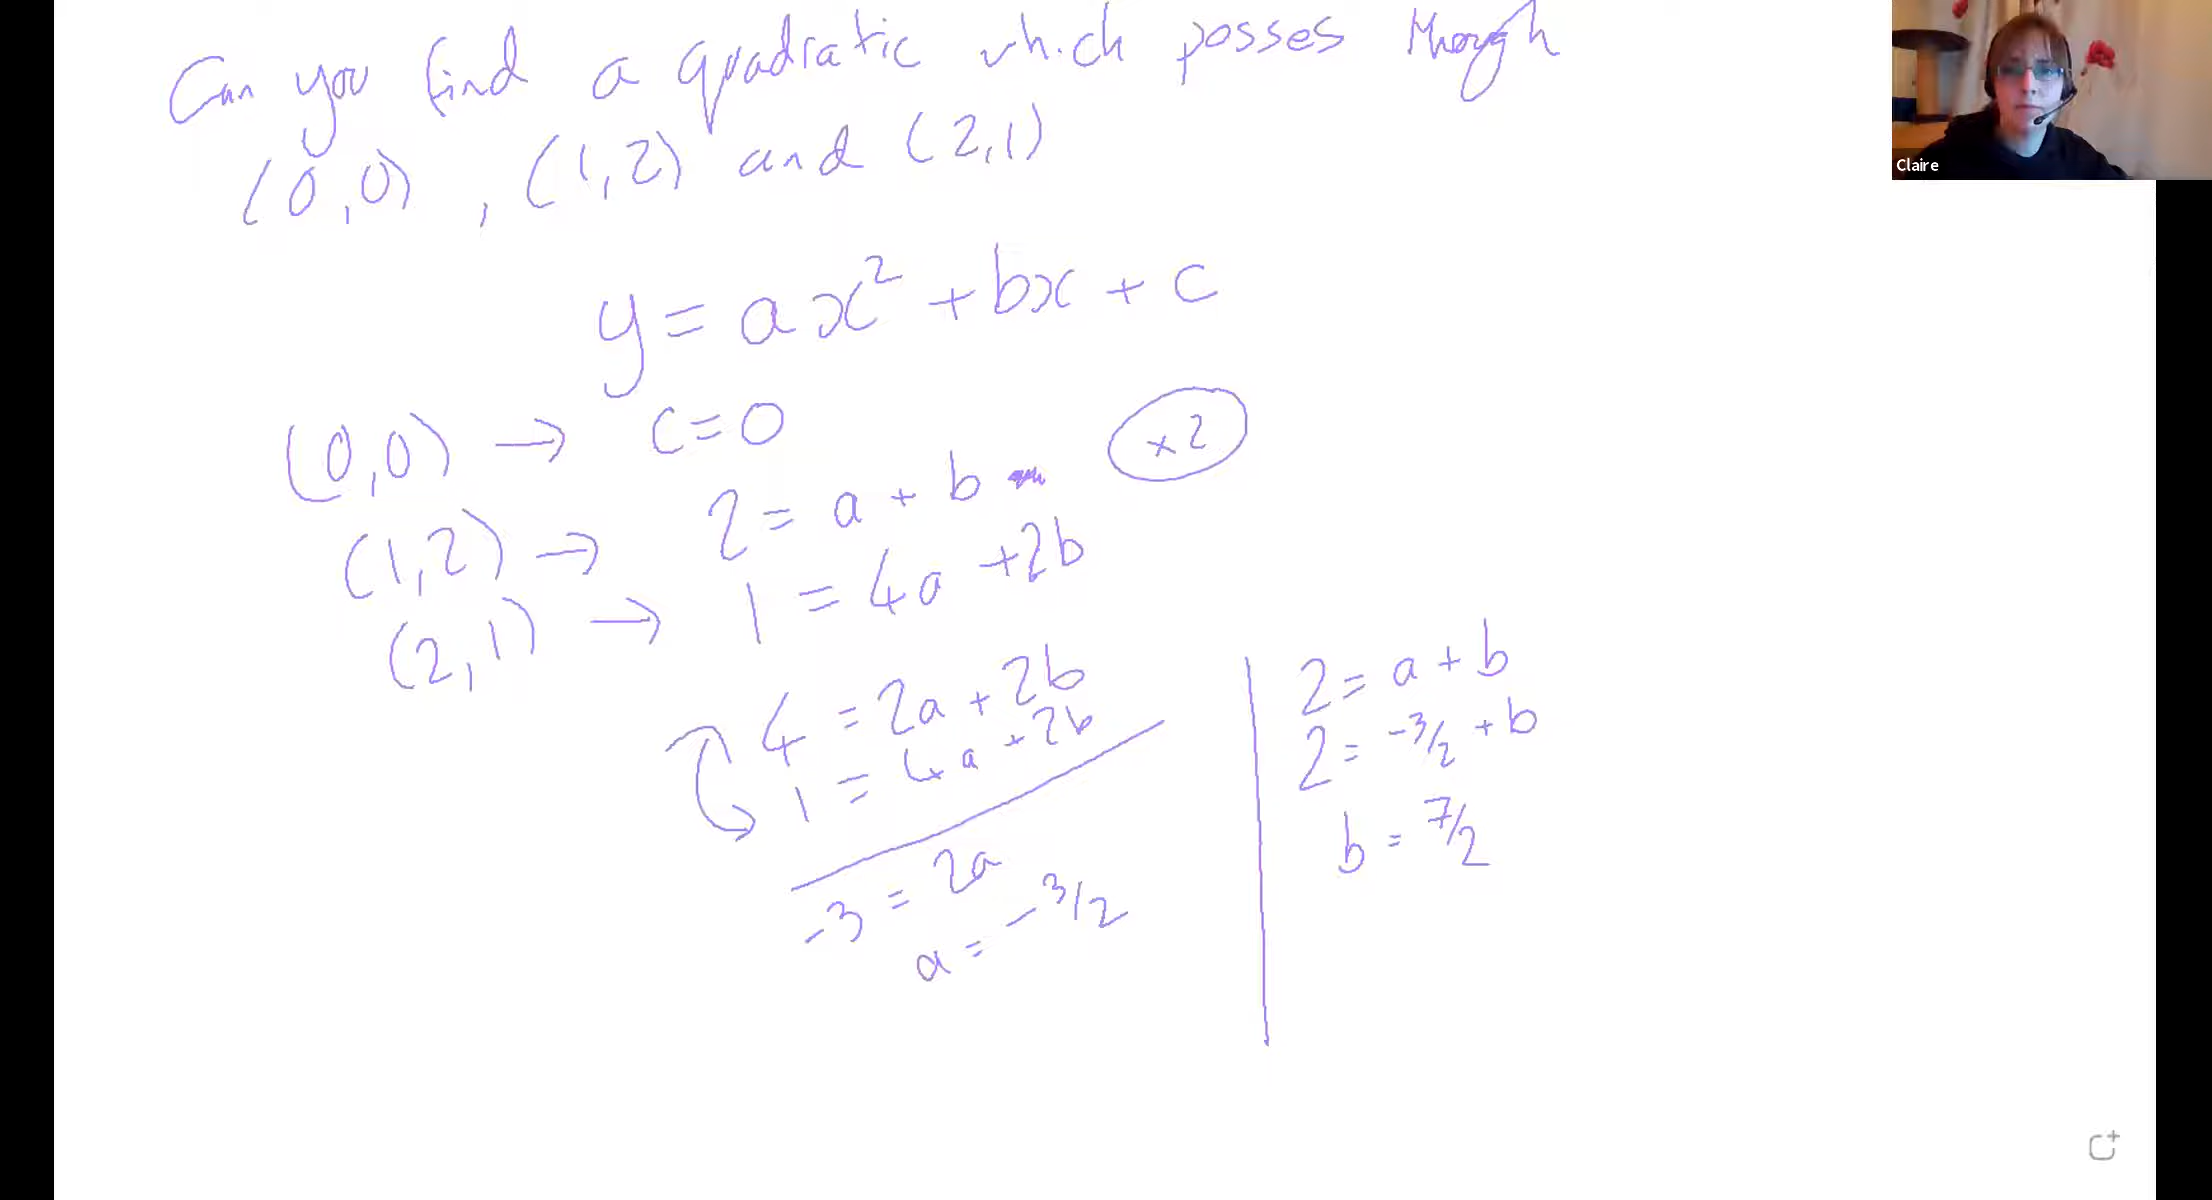 Can you find a quadratic which posses through
(0,0) , (1,2) and (2,1)
Claire
y = ax² + bx + c
(0,0) → c = 0
x 2
(1,2) → 2 = a + b
(2,1) → 1 = 4a + 2b
4 = 2a + 2b
1 = 4a + 2b
-3 = 2a
a = -3/2
2 = a + b
2 = -3/2 + b
b = 7/2